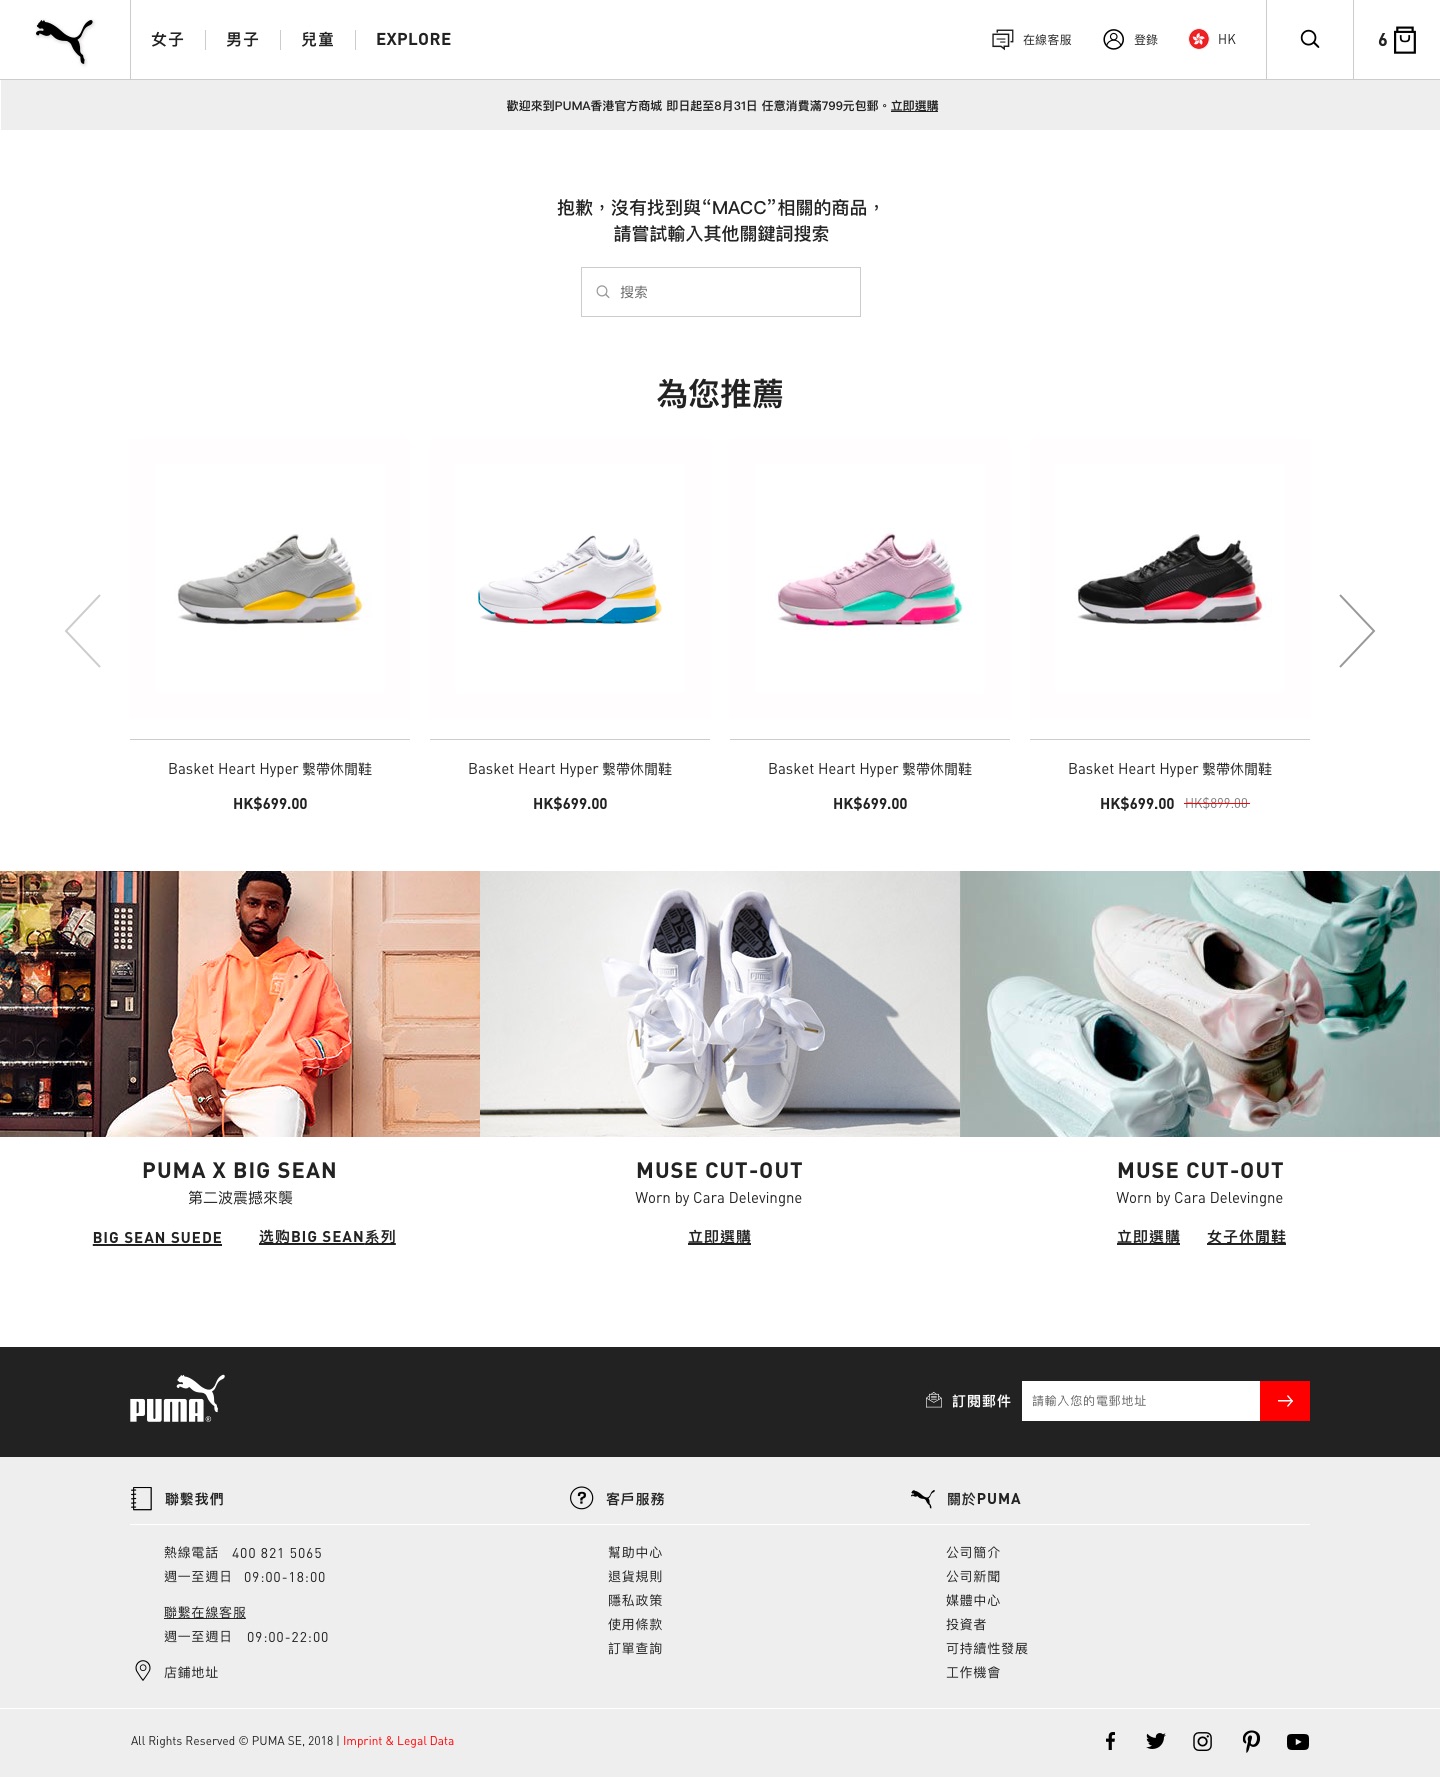 女子
男子
兒童
EXPLORE
在線客服
登錄
HK
6
歡迎來到PUMA香港官方商城 即日起至8月31日 任意消費滿799元包郵。立即選購
抱歉，沒有找到與“MACC”相關的商品，
請嘗試輸入其他關鍵詞搜索
搜索
為您推薦
Basket Heart Hyper 繫帶休閒鞋
HK$699.00
Basket Heart Hyper 繫帶休閒鞋
HK$699.00
Basket Heart Hyper 繫帶休閒鞋
HK$699.00
Basket Heart Hyper 繫帶休閒鞋
HK$699.00 HK$899.00
PUMA X BIG SEAN
第二波震撼來襲
BIG SEAN SUEDE
选购BIG SEAN系列
MUSE CUT-OUT
Worn by Cara Delevingne
立即選購
MUSE CUT-OUT
Worn by Cara Delevingne
立即選購
女子休閒鞋
PUMA®
訂閱郵件
請輸入您的電郵地址
聯繫我們
熱線電話 400 821 5065
週一至週日 09:00-18:00
聯繫在線客服
週一至週日 09:00-22:00
店鋪地址
客戶服務
幫助中心
退貨規則
隱私政策
使用條款
訂單查詢
關於PUMA
公司簡介
公司新聞
媒體中心
投資者
可持續性發展
工作機會
All Rights Reserved © PUMA SE, 2018 | Imprint & Legal Data